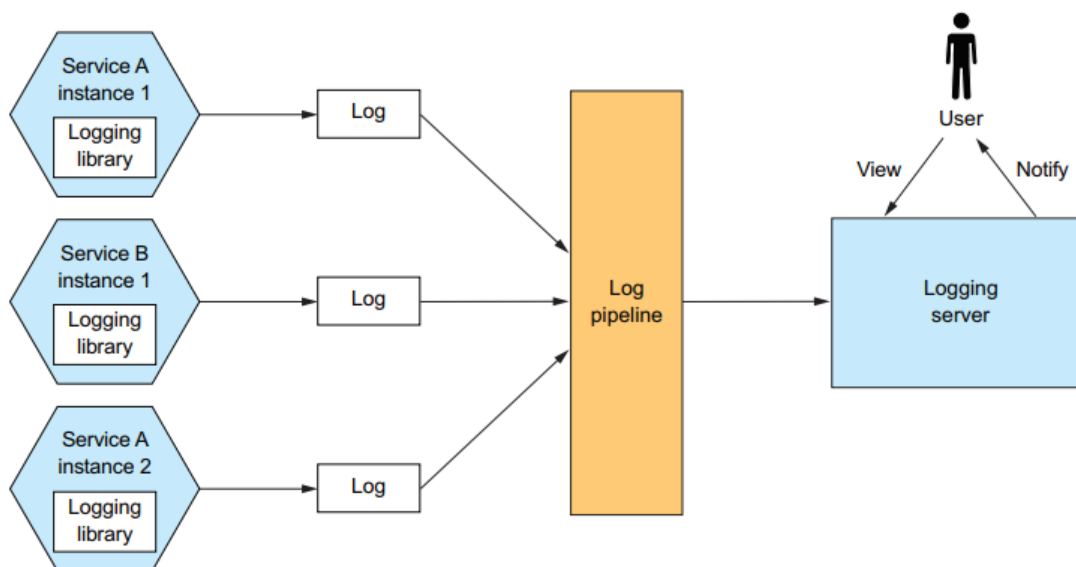 Service A
instance 1
Logging
library
Log
Service B
instance 1
Logging
library
Log
Service A
instance 2
Logging
library
Log
Log
pipeline
User
View
Notify
Logging
server